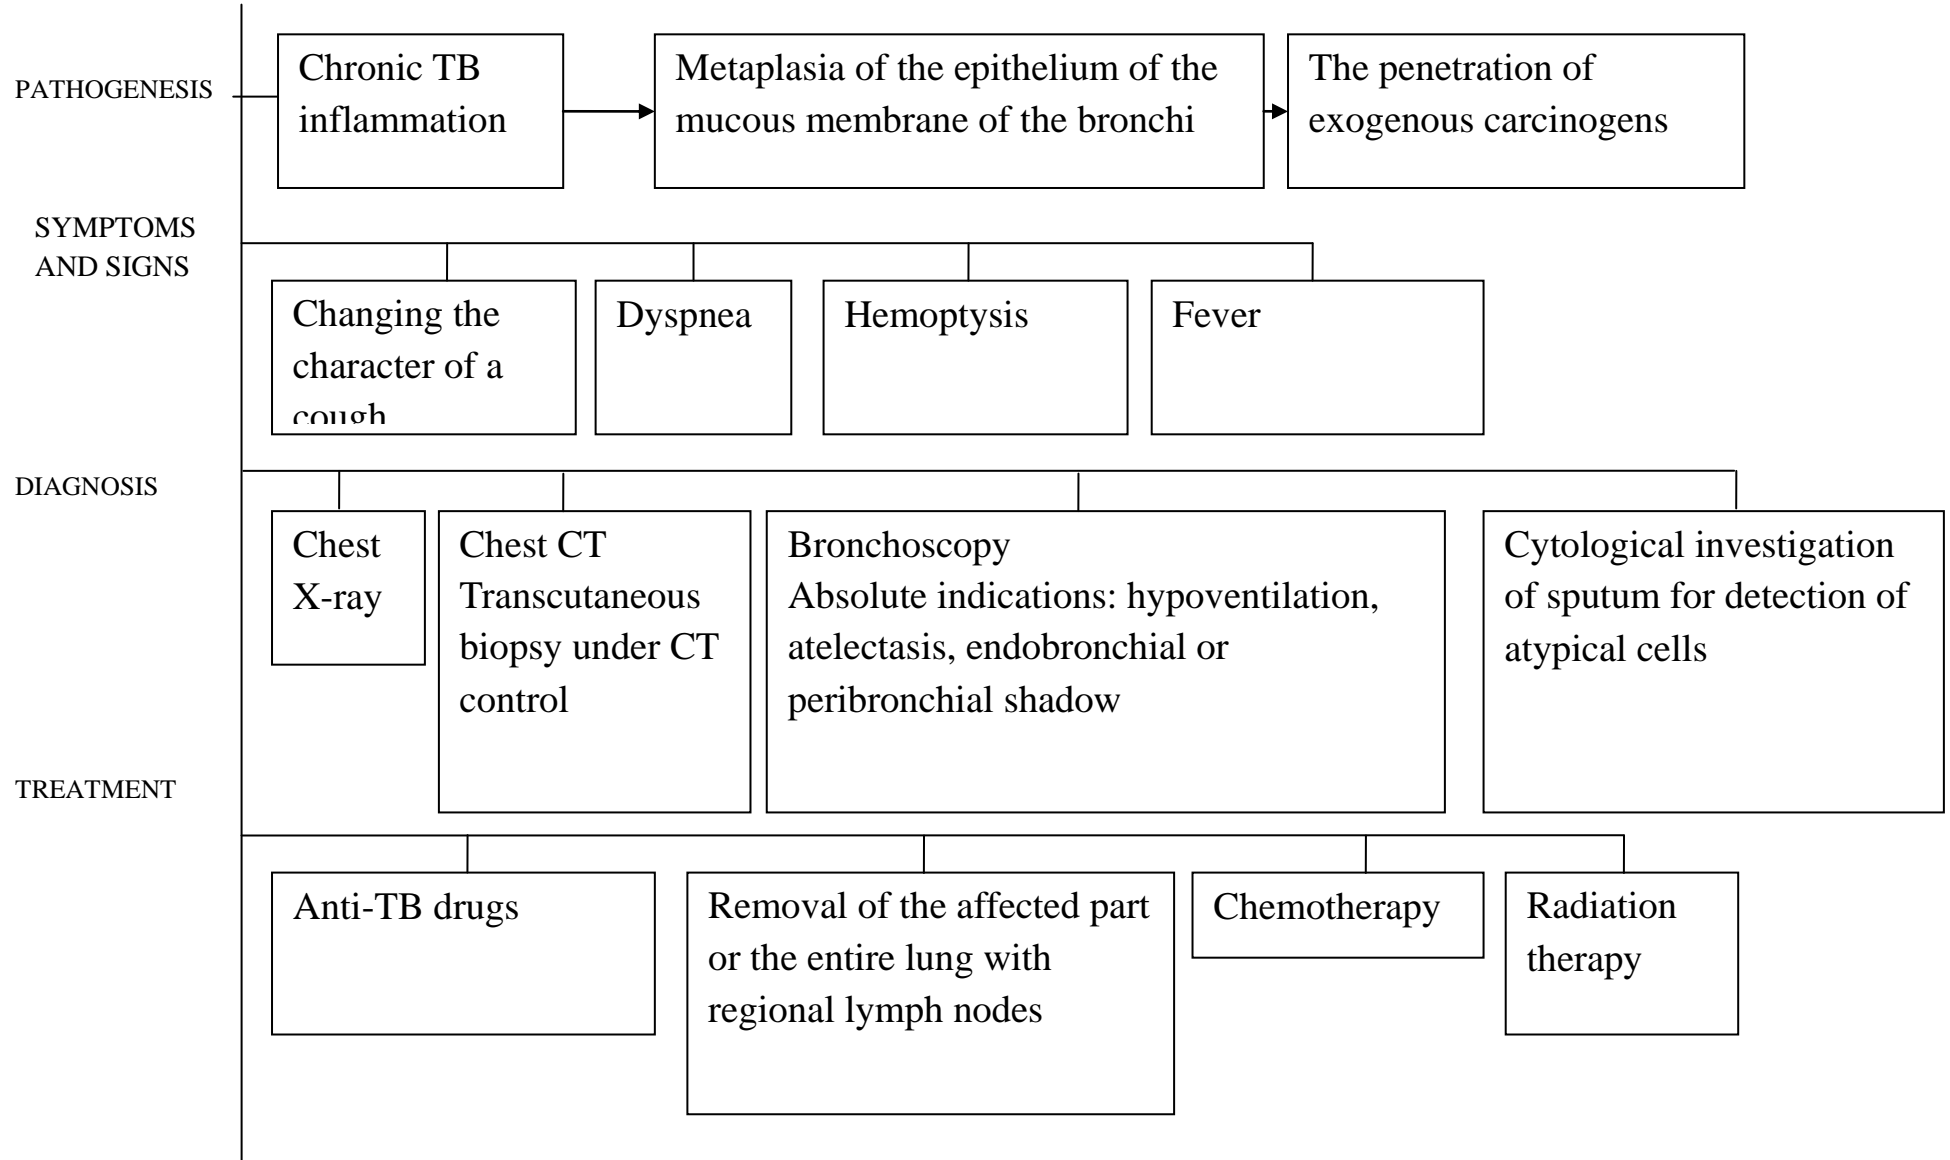 PATHOGENESIS
Chronic TB
inflammation
Metaplasia of the epithelium of the
mucous membrane of the bronchi
The penetration of
exogenous carcinogens
SYMPTOMS
AND SIGNS
Changing the
character of a
cough
Dyspnea
Hemoptysis
Fever
DIAGNOSIS
Chest
X-ray
Chest CT
Transcutaneous
biopsy under CT
control
Bronchoscopy
Absolute indications: hypoventilation,
atelectasis, endobronchial or
peribronchial shadow
Cytological investigation
of sputum for detection of
atypical cells
TREATMENT
Anti-TB drugs
Removal of the affected part
or the entire lung with
regional lymph nodes
Chemotherapy
Radiation
therapy